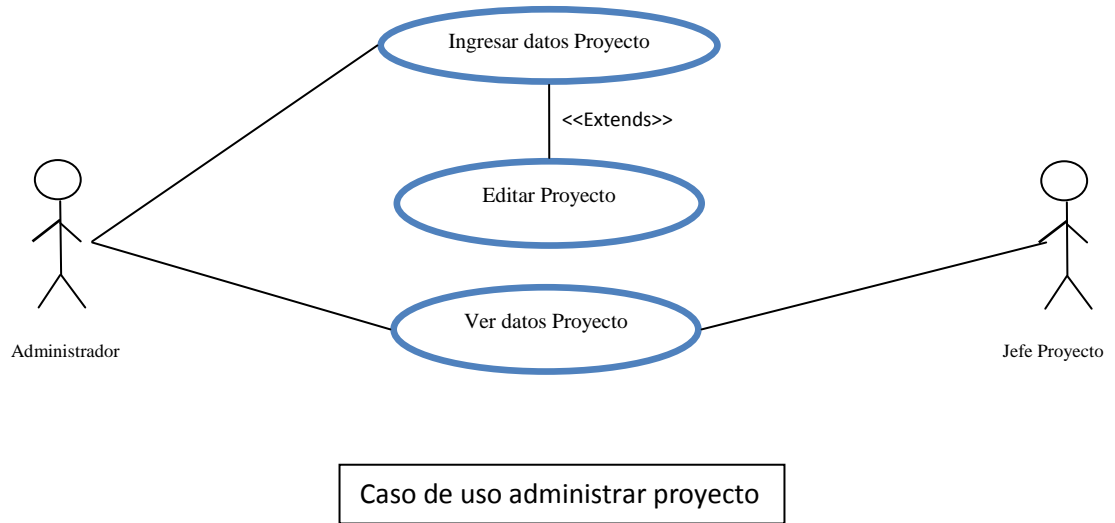 Ingresar datos Proyecto
<<Extends>>
Editar Proyecto
Ver datos Proyecto
Administrador
Jefe Proyecto
Caso de uso administrar proyecto